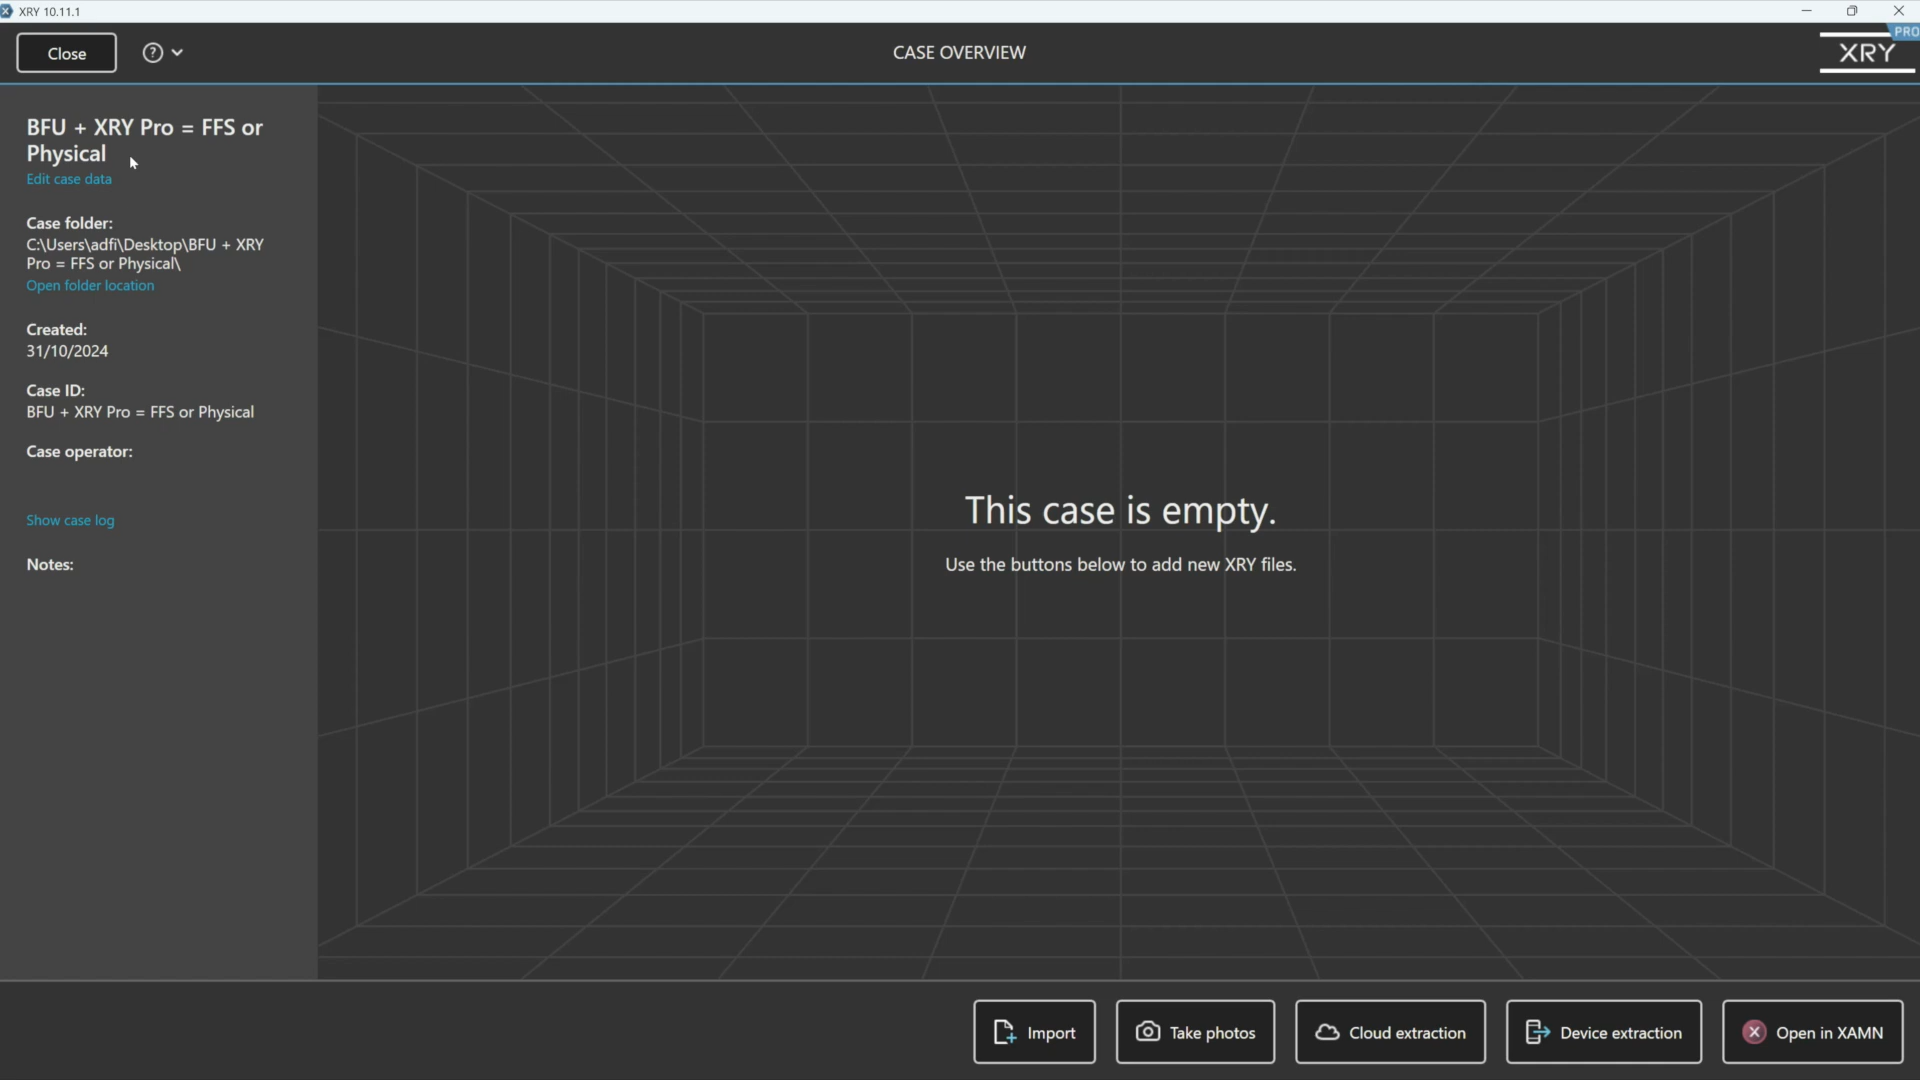 XRY 10.11.1
Close
CASE OVERVIEW
PRO
XRY
BFU + XRY Pro = FFS or
Physical
Edit case data
Case folder:
C:\Users\adfi\Desktop\BFU + XRY
Pro = FFS or Physical\
Open folder location
Created:
31/10/2024
Case ID:
BFU + XRY Pro = FFS or Physical
Case operator:
Show case log
Notes:
This case is empty.
Use the buttons below to add new XRY files.
Import
Take photos
Cloud extraction
Device extraction
Open in XAMN